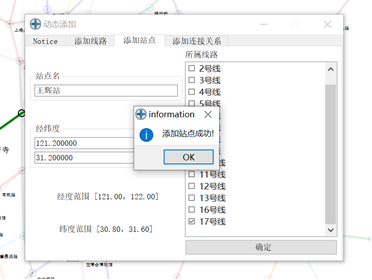 动态添加
Notice 添加线路 添加站点 添加连接关系
站点名
王辉站
经纬度
121.200000
31.200000
经度范围 [121.00, 122.00]
纬度范围 [30.80, 31.60]
所属线路
2号线
3号线
4号线
5号线
11号线
12号线
13号线
16号线
17号线
确定
information
添加站点成功!
OK